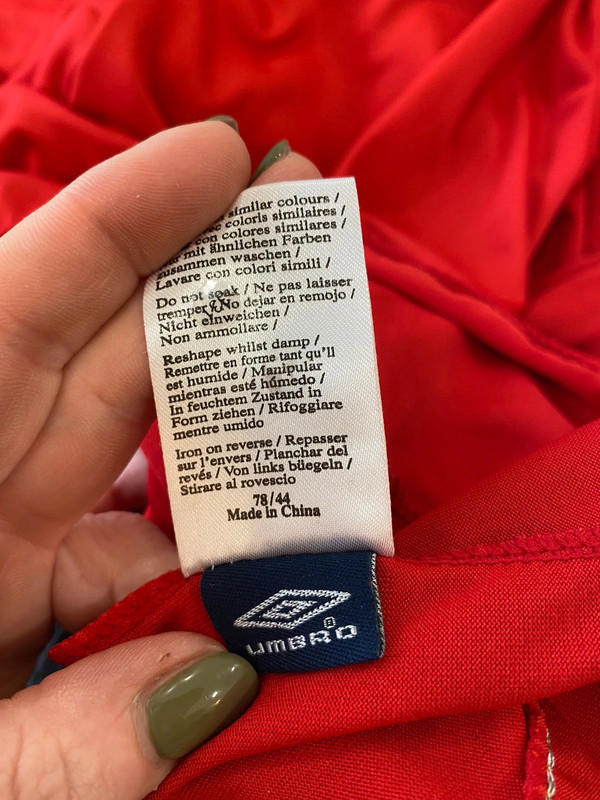 similar colours /
coloris similaires /
con colores similares /
mit ähnlichen Farben
zusammen waschen /
Lavare con colori simili /
Do not soak / Ne pas laisser
tremper / No dejar en remojo /
Nicht einweichen /
Non ammollare /
Reshape whilst damp /
Remettre en forme tant qu'il
est humide / Manipular
mientras esté húmedo /
In feuchtem Zustand in
Form ziehen / Rifoggiare
mentre umido
Iron on reverse / Repasser
sur l'envers / Planchar del
revés / Von links büegeln /
Stirare al rovescio
78/44
Made in China
UMBRO
®